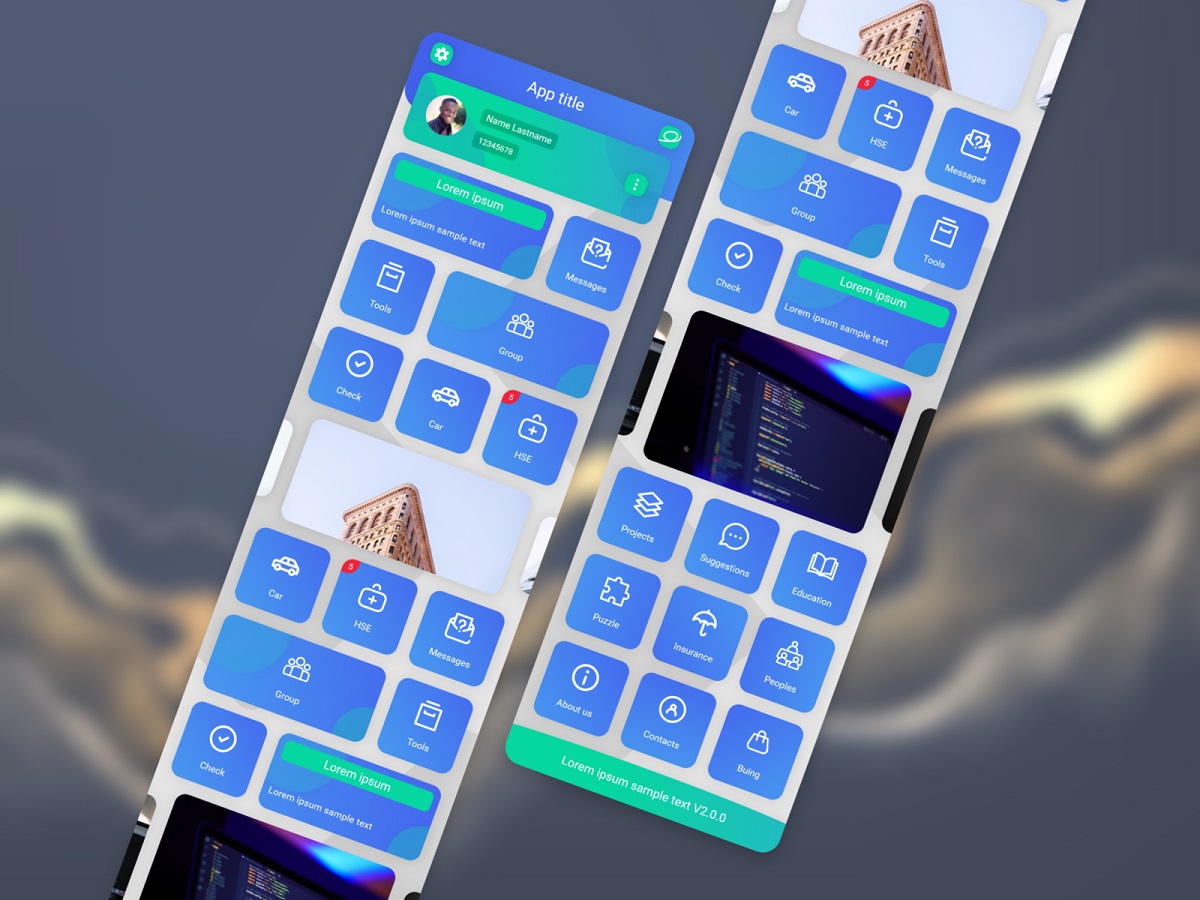 App title
Name Lastname
12345678
Lorem ipsum
Lorem ipsum sample text
Messages
Tools
Group
Check
Car
5
HSE
Car
5
HSE
Messages
Group
Tools
Check
Lorem ipsum
Lorem ipsum sample text
Car
5
HSE
Messages
Group
Tools
Check
Lorem ipsum
Lorem ipsum sample text
Projects
Suggestions
Education
Puzzle
Insurance
Peoples
About us
Contacts
Buing
Lorem ipsum sample text V2.0.0